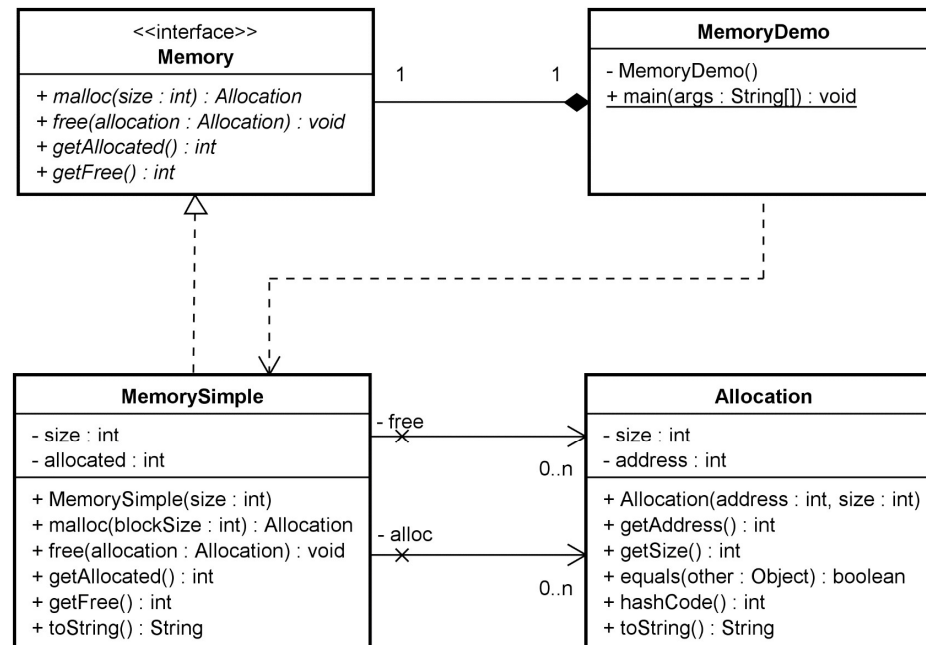 <<interface>>
Memory
+ malloc(size : int) : Allocation
+ free(allocation : Allocation) : void
+ getAllocated() : int
+ getFree() : int
1
1
MemoryDemo
- MemoryDemo()
+ main(args : String[]) : void
MemorySimple
- size : int
- allocated : int
+ MemorySimple(size : int)
+ malloc(blockSize : int) : Allocation
+ free(allocation : Allocation) : void
+ getAllocated() : int
+ getFree() : int
+ toString() : String
- free
0..n
- alloc
0..n
Allocation
- size : int
- address : int
+ Allocation(address : int, size : int)
+ getAddress() : int
+ getSize() : int
+ equals(other : Object) : boolean
+ hashCode() : int
+ toString() : String